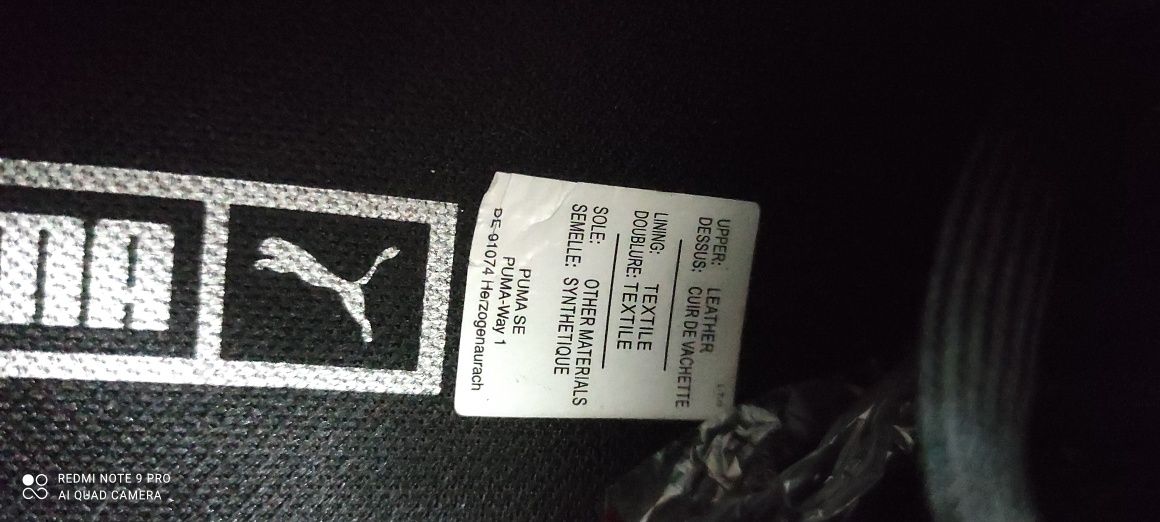 UPPER: LEATHER
DESSUS: CUIR DE VACHETTE
LINING: TEXTILE
DOUBLURE: TEXTILE
SOLE: OTHER MATERIALS
SEMELLE: SYNTHETIQUE
PUMA SE
PUMA-Way 1
DE-91074 Herzogenaurach
REDMI NOTE 9 PRO
AI QUAD CAMERA